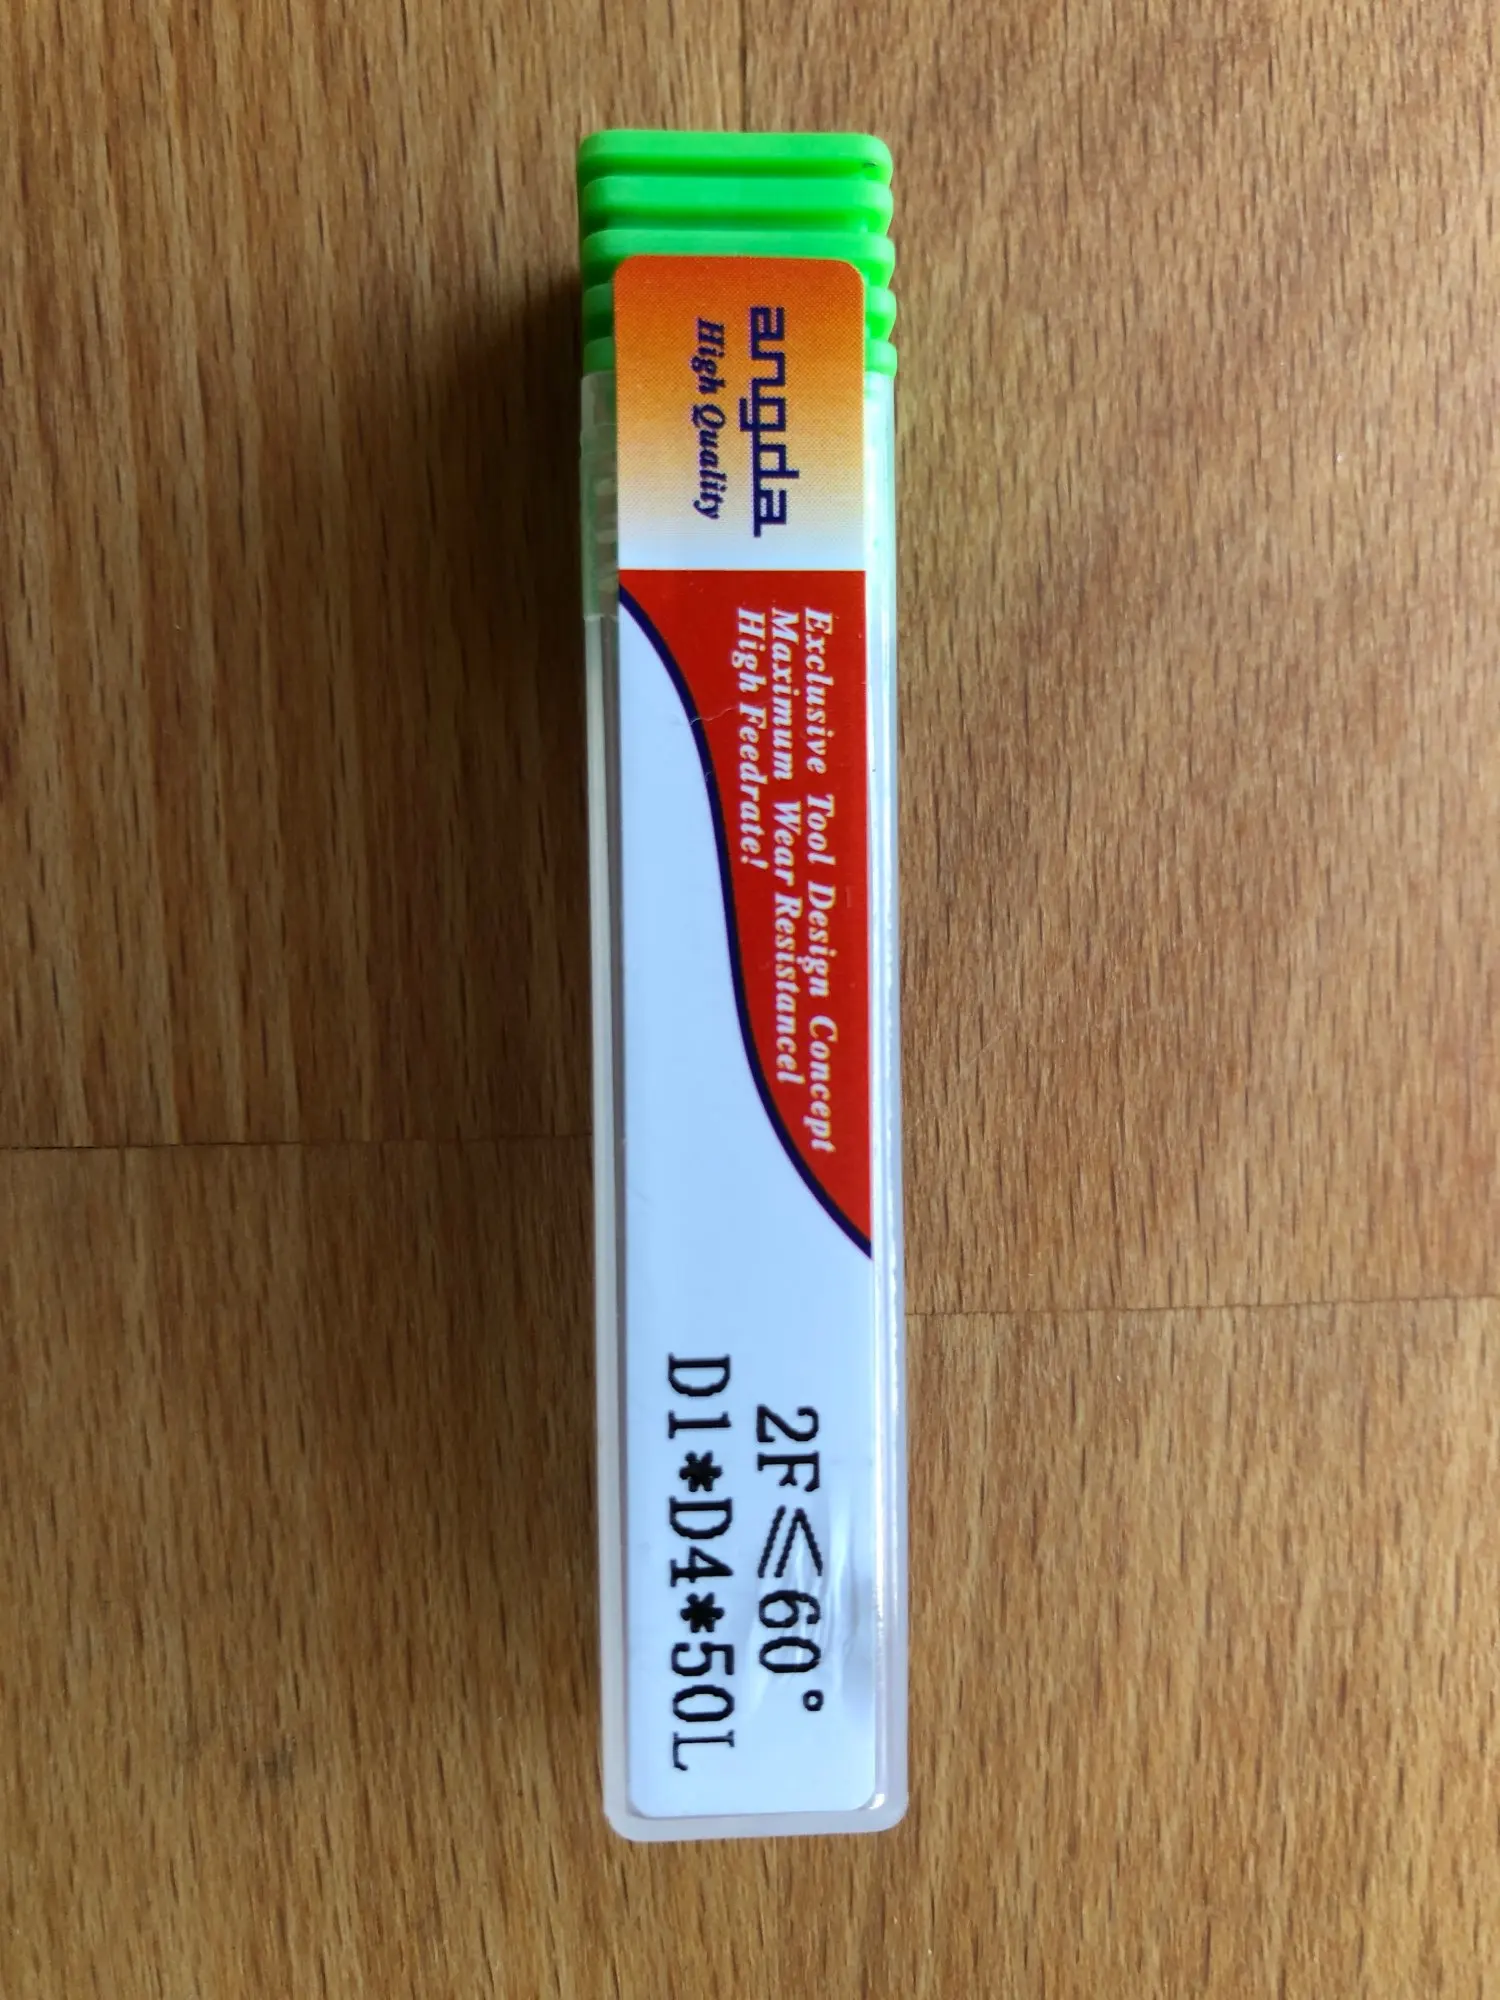 angda
High Quality
Exclusive Tool Design Concept
Maximum Wear Resistancel
High Feedrate!
2F≤60°
D1*D4*50L